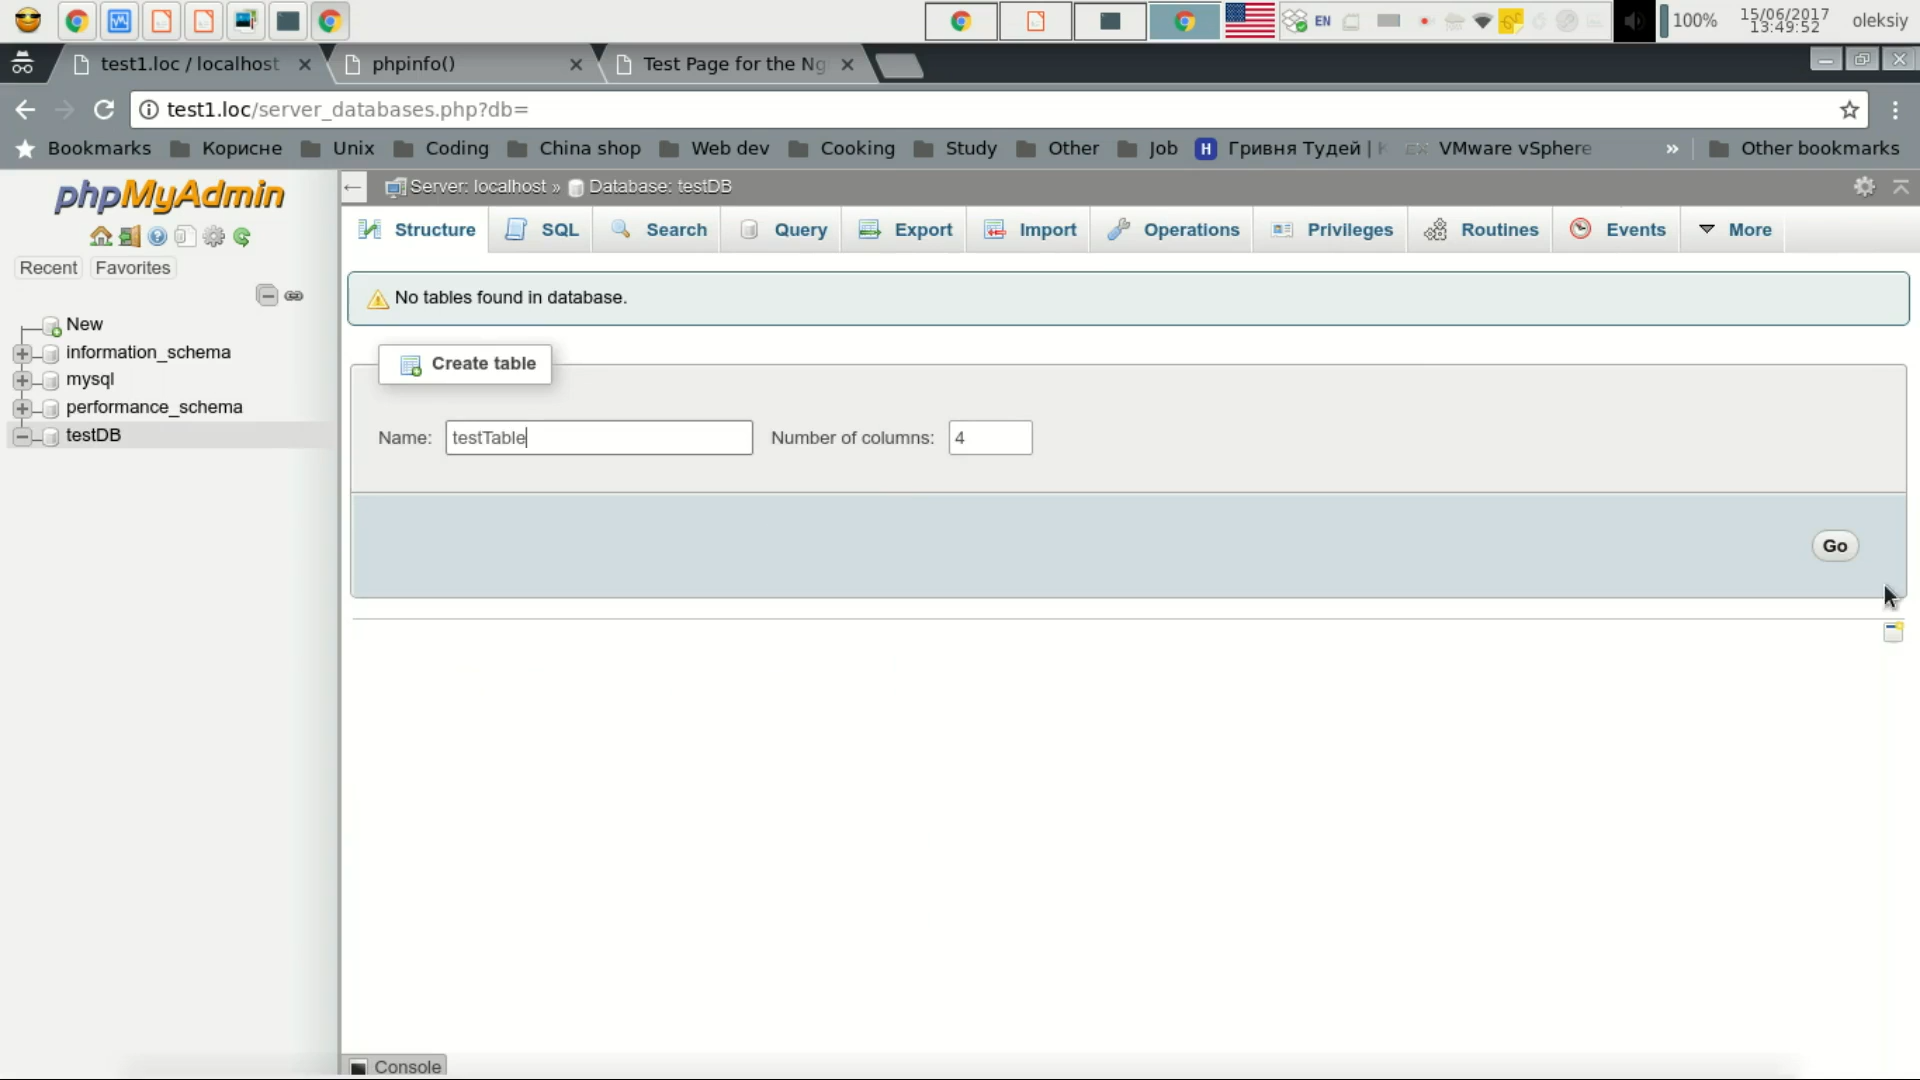 100%
15/06/2017
13:49:52
oleksiy
EN
test1.loc / localhost
phpinfo()
Test Page for the Ng
test1.loc/server_databases.php?db=
Bookmarks
Корисне
Unix
Coding
China shop
Web dev
Cooking
Study
Other
Job
H
Гривня Тудей |
VMware vSphere
»
Other bookmarks
phpMyAdmin
Recent
Favorites
New
information_schema
mysql
performance_schema
testDB
Server: localhost » Database: testDB
Structure
SQL
Search
Query
Export
Import
Operations
Privileges
Routines
Events
More
No tables found in database.
Create table
Name: testTable
Number of columns: 4
Go
Console